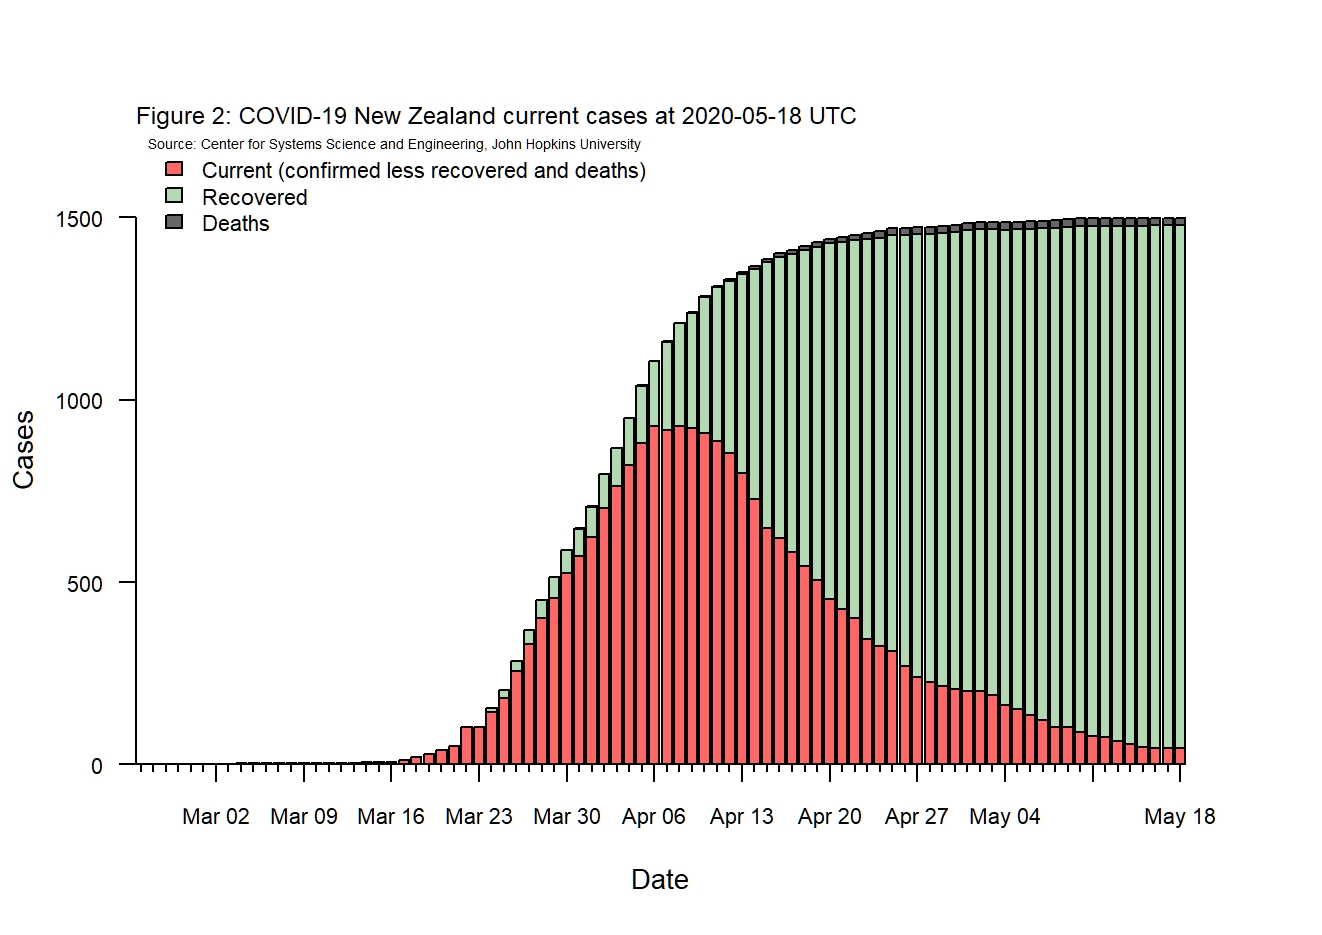 Figure 2: COVID-19 New Zealand current cases at 2020-05-18 UTC
Source: Center for Systems Science and Engineering, John Hopkins University
Current (confirmed less recovered and deaths)
Recovered
Deaths
1500
1000
500
0
Cases
Mar 02 Mar 09 Mar 16 Mar 23 Mar 30 Apr 06 Apr 13 Apr 20 Apr 27 May 04 May 18
Date